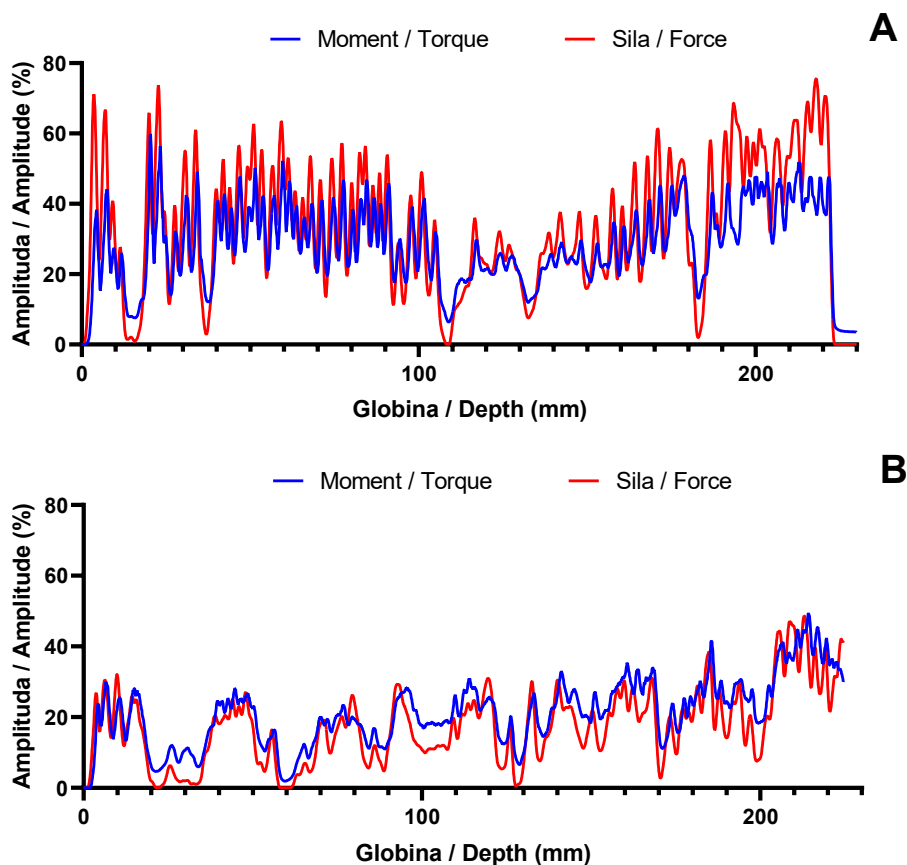 A
Moment / Torque Sila / Force
Amplituda / Amplitude (%)
80
60
40
20
0
0 100 200
Globina / Depth (mm)
B
Moment / Torque Sila / Force
Amplituda / Amplitude (%)
80
60
40
20
0
0 100 200
Globina / Depth (mm)